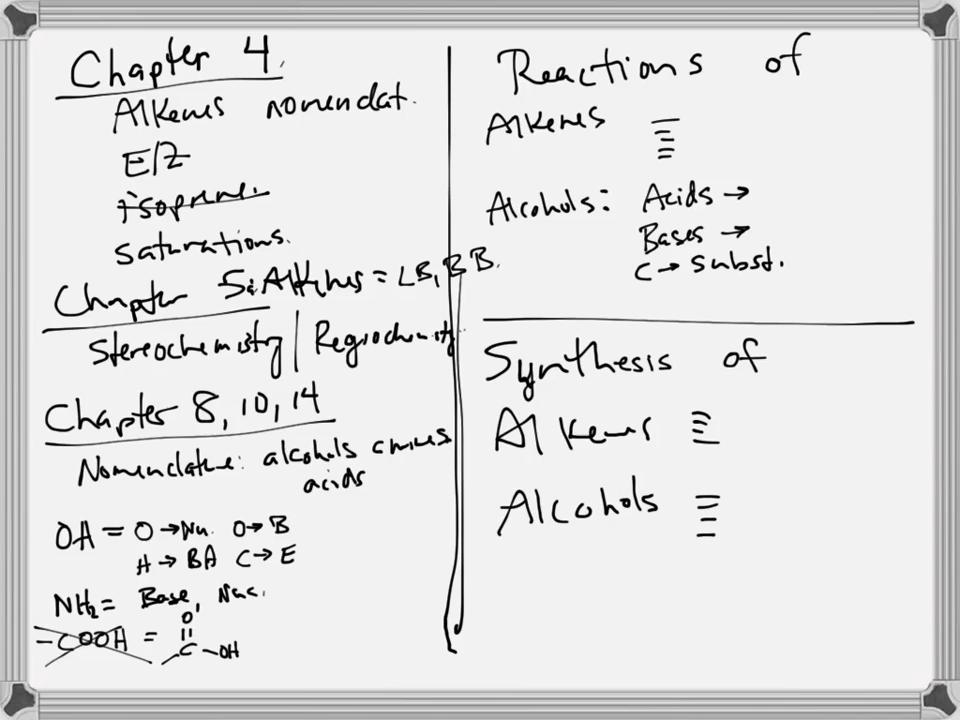 Chapter 4
Alkenes nomenclat.
E/Z
isoprene.
Saturations.
Chapter 5: Alkenes = LB, BB.
Stereochemistry | Regiochemistry
Chapter 8, 10, 14
Nomenclature: alcohols amines
acids
OH = O → Nu. O → B
H → BA C → E
NH2 = Base, Nuc.
-COOH = O
C - OH
Reactions of
Alkenes
Alcohols: Acids →
Bases →
C → Subst.
Synthesis of
Alkenes
Alcohols